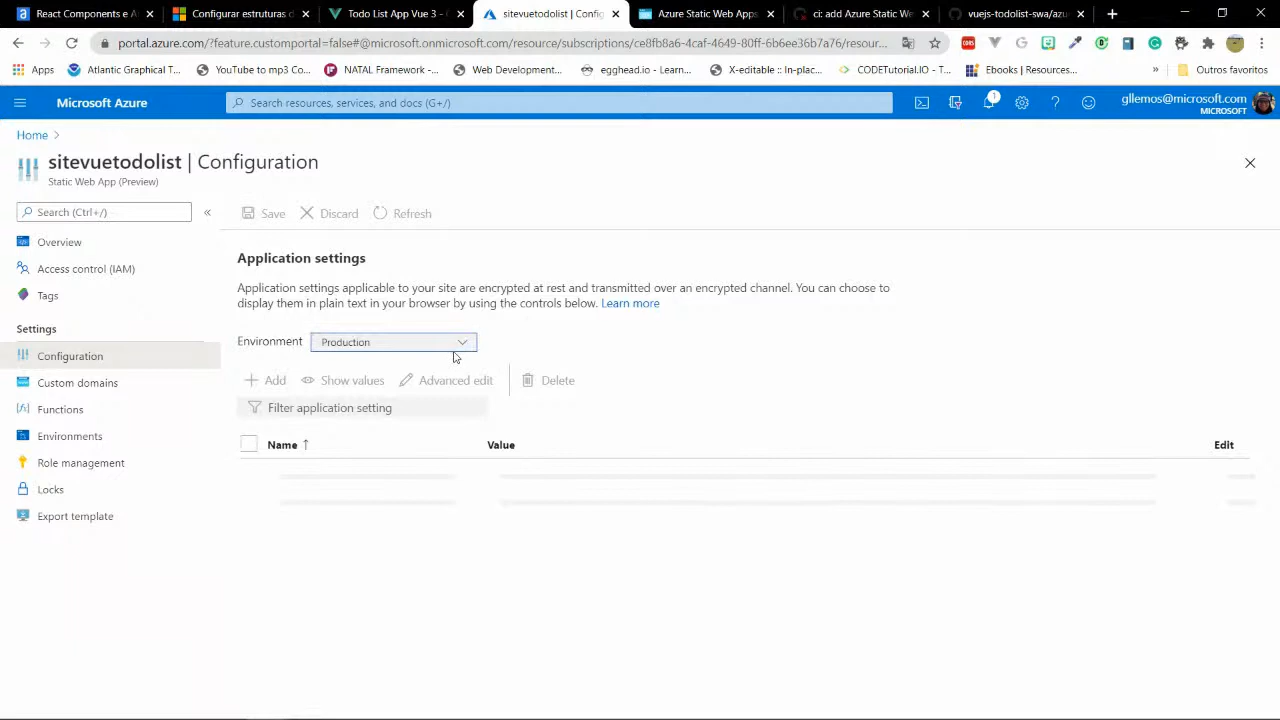 React Components A
Configurar estruturas d
Todo List App Vue 3 -
sitevuetodolist | Config
Azure Static Web Apps
ci: add Azure Static We
vuejs-todolist-swa/azu
portal.azure.com/?feature.customportal=false#@microsoft.onmicrosoft.com/resource/subscriptions/ce8fb8a6-4caf-4649-80ff-6b6ee36b7a76/resour...
Apps
Atlantic Graphical T...
YouTube to mp3 Co...
NATAL Framework -...
Web Development...
egghead.io - Learn...
X-editable :: In-plac...
CODETutorial.IO - T...
Ebooks | Resources...
»
Outros favoritos
Microsoft Azure
Search resources, services, and docs (G+/)
1
gllemos@microsoft.com
MICROSOFT
Home >
sitevuetodolist | Configuration
Static Web App (Preview)
Search (Ctrl+/)
«
Save
Discard
Refresh
Overview
Access control (IAM)
Tags
Settings
Configuration
Custom domains
Functions
Environments
Role management
Locks
Export template
Application settings
Application settings applicable to your site are encrypted at rest and transmitted over an encrypted channel. You can choose to
display them in plain text in your browser by using the controls below. Learn more
Environment
Production
Add
Show values
Advanced edit
Delete
Filter application setting
Name ↑
Value
Edit